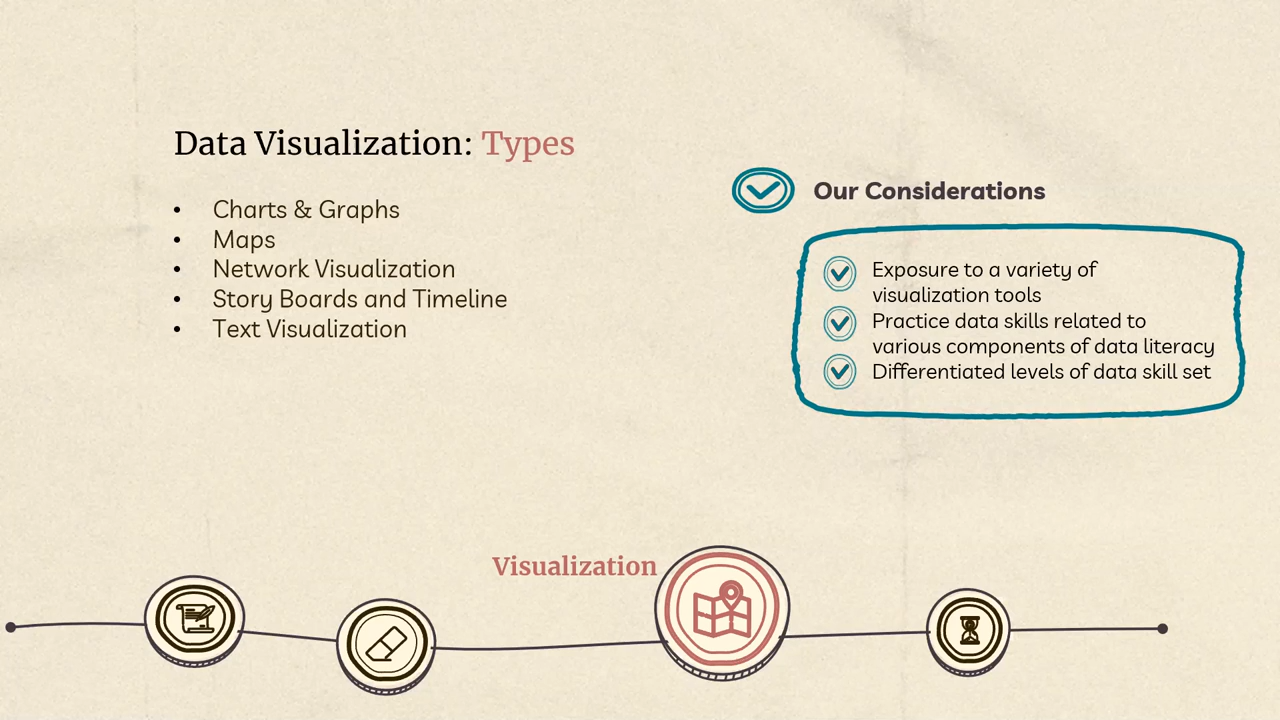 Data Visualization: Types
• Charts & Graphs
• Maps
• Network Visualization
• Story Boards and Timeline
• Text Visualization
Our Considerations
Exposure to a variety of
visualization tools
Practice data skills related to
various components of data literacy
Differentiated levels of data skill set
Visualization